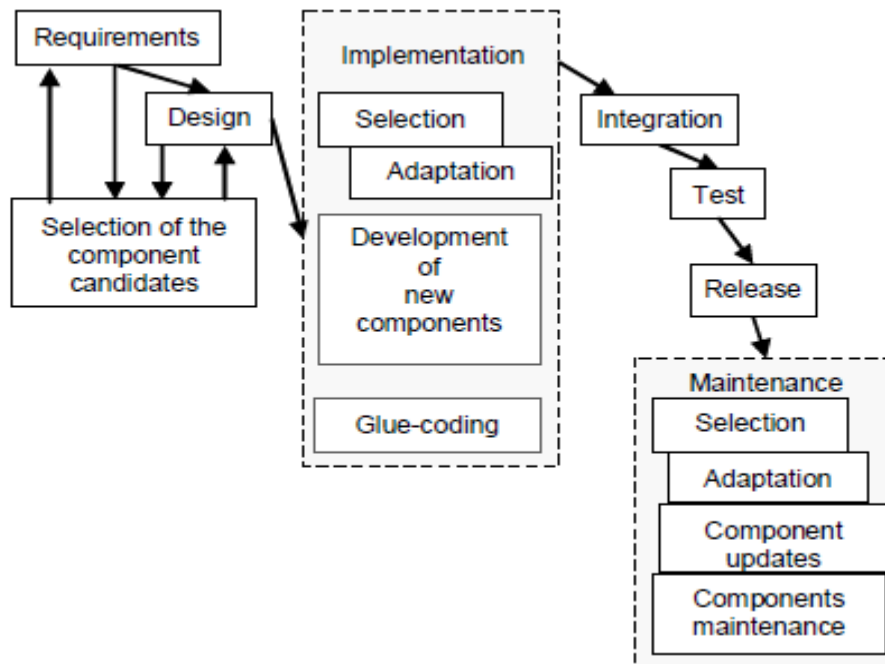 Requirements
Design
Selection of the
component
candidates
Implementation
Selection
Adaptation
Development
of
new
components
Glue-coding
Integration
Test
Release
Maintenance
Selection
Adaptation
Component
updates
Components
maintenance